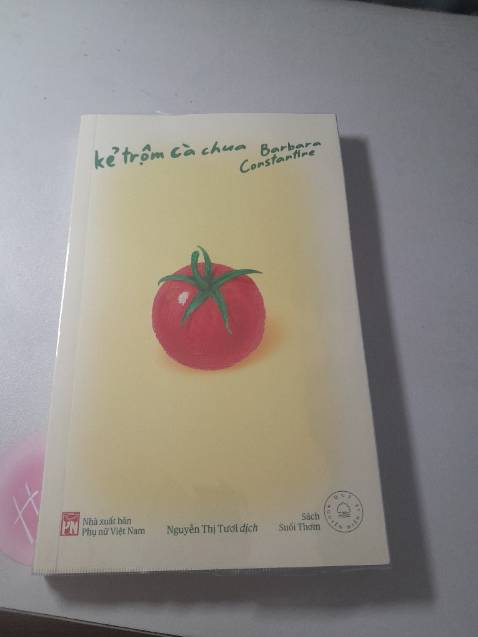 kẻ trộm cà chua
Barbara
Constantine
PN
Nhà xuất bản
Phụ nữ Việt Nam
Nguyễn Thị Tươi dịch
Sách
Suối Thơm